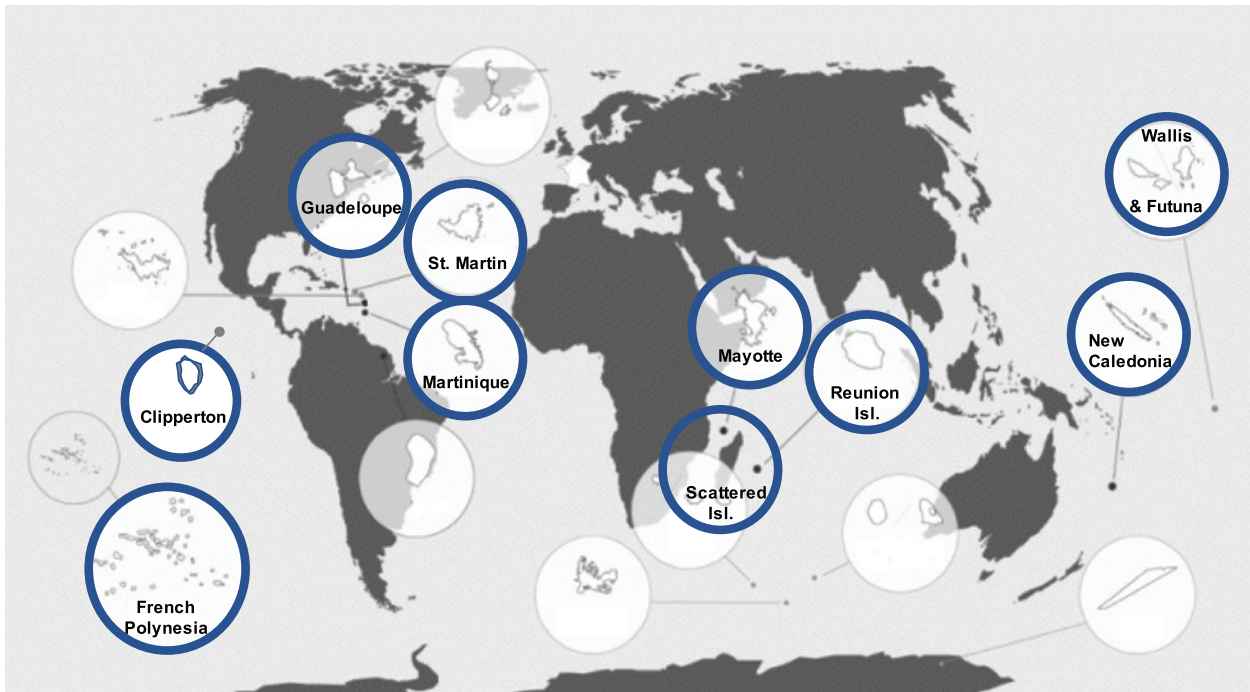 Guadeloupe
St. Martin
Martinique
Clipperton
French
Polynesia
Mayotte
Reunion
Isl.
Scattered
Isl.
Wallis
& Futuna
New
Caledonia